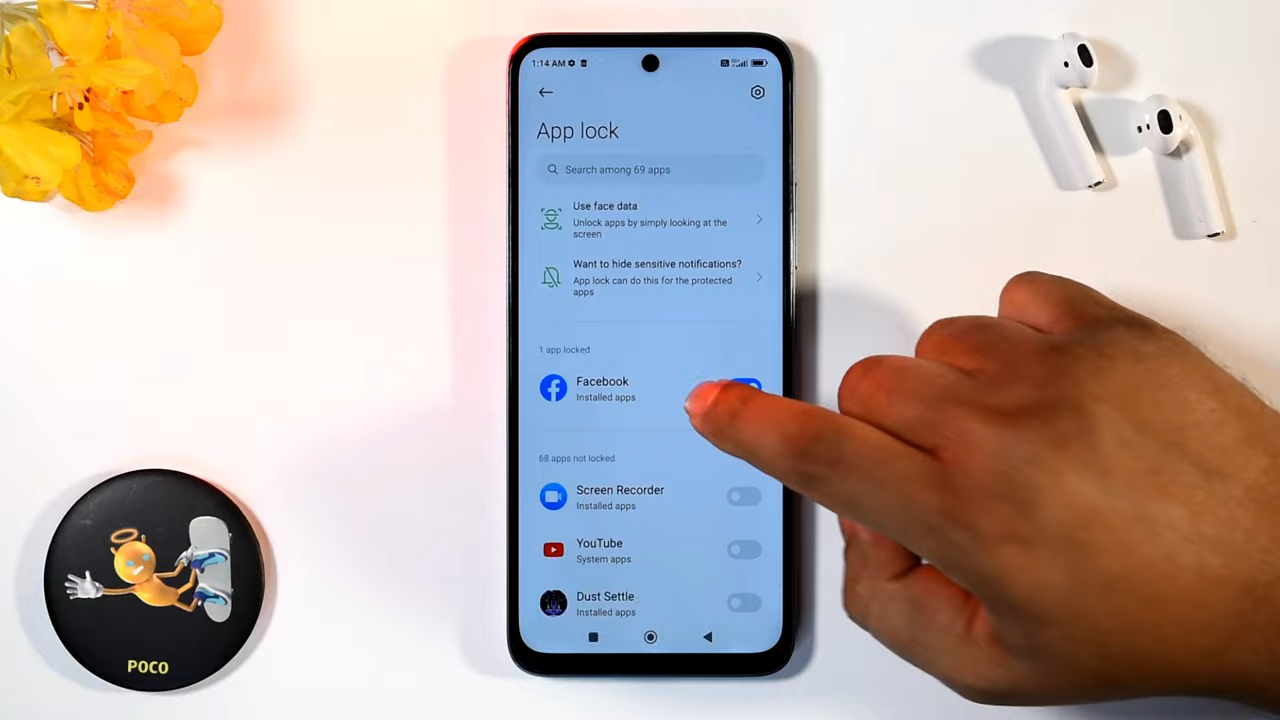 1:14 AM
App lock
Search among 69 apps
Use face data
Unlock apps by simply looking at the
screen
Want to hide sensitive notifications?
App lock can do this for the protected
apps
1 app locked
Facebook
Installed apps
68 apps not locked
Screen Recorder
Installed apps
YouTube
System apps
Dust Settle
Installed apps
POCO